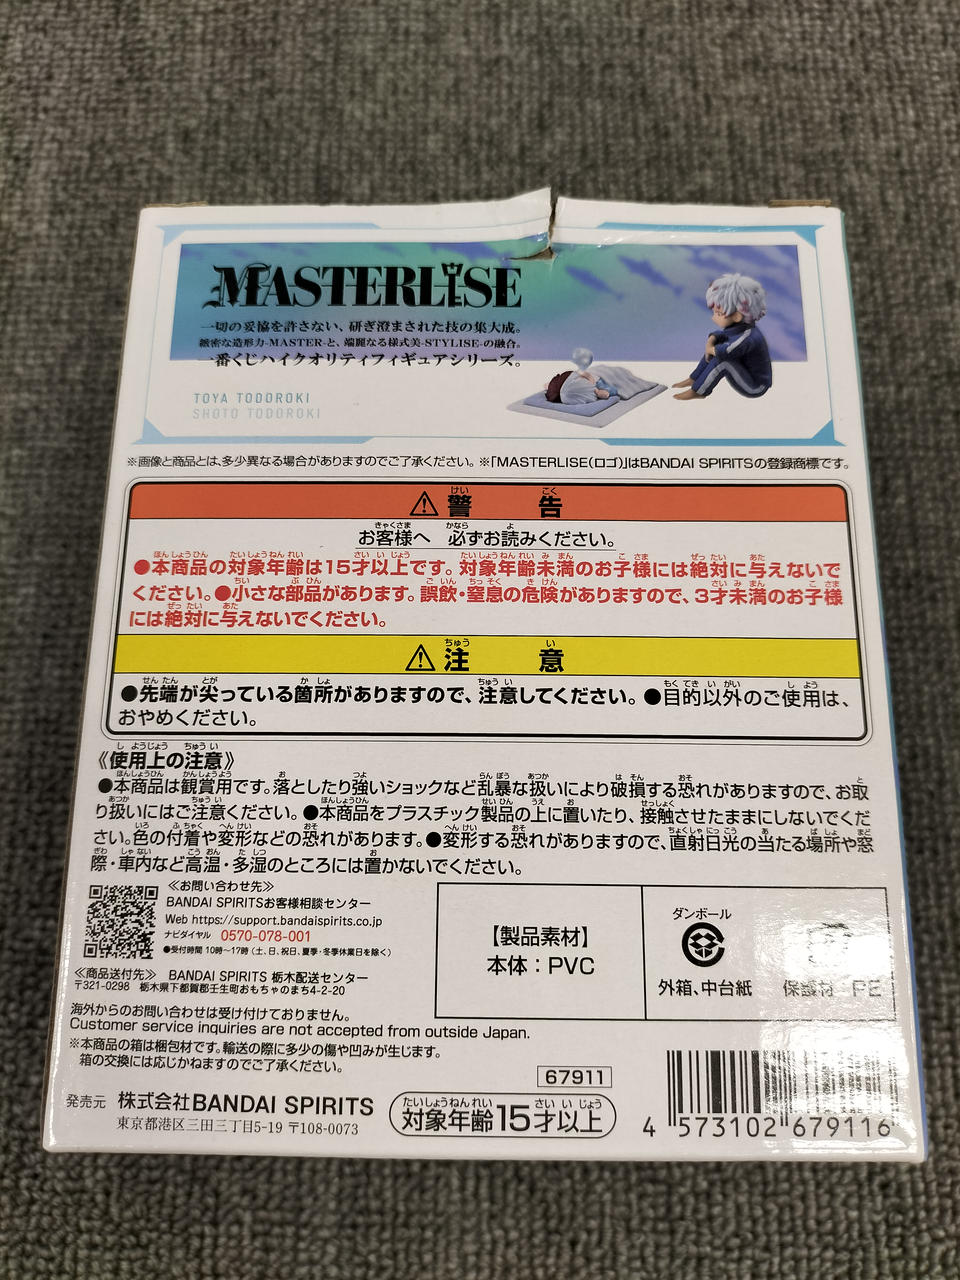 MASTERLISE
一切の妥協を許さない、研ぎ澄まされた技の集大成。
緻密な造形力-MASTER-と、端麗なる様式美-STYLISE-の融合。
一番くじハイクオリティフィギュアシリーズ。
TOYA TODOROKI
SHOTO TODOROKI
※画像と商品とは、多少異なる場合がありますのでご了承ください。※「MASTERLISE(ロゴ)」はBANDAI SPIRITSの登録商標です。
警告
お客様へ 必ずお読みください。
●本商品の対象年齢は15才以上です。対象年齢未満のお子様には絶対に与えないで
ください。●小さな部品があります。誤飲・窒息の危険がありますので、3才未満のお子様
には絶対に与えないでください。
注意
●先端が尖っている箇所がありますので、注意してください。●目的以外のご使用は、
おやめください。
《使用上の注意》
●本商品は観賞用です。落としたり強いショックなど乱暴な扱いにより破損する恐れがありますので、お取
り扱いにはご注意ください。●本商品をプラスチック製品の上に置いたり、接触させたままにしないでくだ
さい。色の付着や変形などの恐れがあります。●変形する恐れがありますので、直射日光の当たる場所や窓
際・車内など高温・多湿のところには置かないでください。
≪お問い合わせ先≫
BANDAI SPIRITSお客様相談センター
Web https://support.bandaispirits.co.jp
ナビダイヤル 0570-078-001
●受付時間 10時～17時(土、日、祝日、夏季・冬季休業日を除く)
≪商品送付先≫ BANDAI SPIRITS 栃木配送センター
〒321-0298 栃木県下都賀郡壬生町おもちゃのまち4-2-20
【製品素材】
本体：PVC
ダンボール
外箱、中台紙
保護材 PE
海外からのお問い合わせは受け付けておりません。
Customer service inquiries are not accepted from outside Japan.
※本商品の箱は梱包材です。輸送の際に多少の傷や凹みが生じます。
箱の交換には応じかねますのでご了承ください。
67911
発売元 株式会社BANDAI SPIRITS
東京都港区三田三丁目5-19 〒108-0073
対象年齢15才以上
4 573102 679116